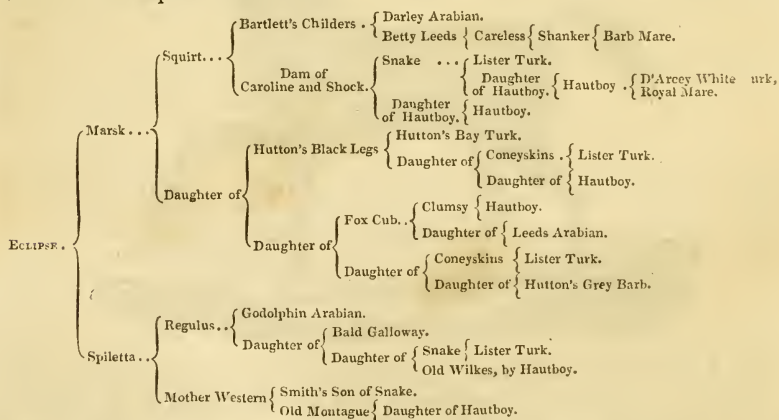 Bartlett's Childers . { Darley Arabian.
Betty Leeds { Careless { Shanker { Barb Mare.
Squirt...
Dam of Caroline and Shock.
Snake ... { Lister Turk.
Daughter of Hautboy. { Hautboy . { D'Arcey White urk,
Royal Mare.
Daughter of Hautboy. { Hautboy.
Marsk ...
Hutton's Black Legs { Hutton's Bay Turk.
Daughter of { Coneyskins . { Lister Turk.
Daughter of { Hautboy.
Daughter of
Fox Cub.. { Clumsy { Hautboy.
Daughter of { Leeds Arabian.
Daughter of
Daughter of { Coneyskins { Lister Turk.
Daughter of { Hutton's Grey Barb.
ECLIPSE .
Regulus .. { Godolphin Arabian.
Daughter of { Bald Galloway.
Daughter of { Snake { Lister Turk.
Old Wilkes, by Hautboy.
Spiletta ..
Mother Western { Smith's Son of Snake.
Old Montague { Daughter of Hautboy.